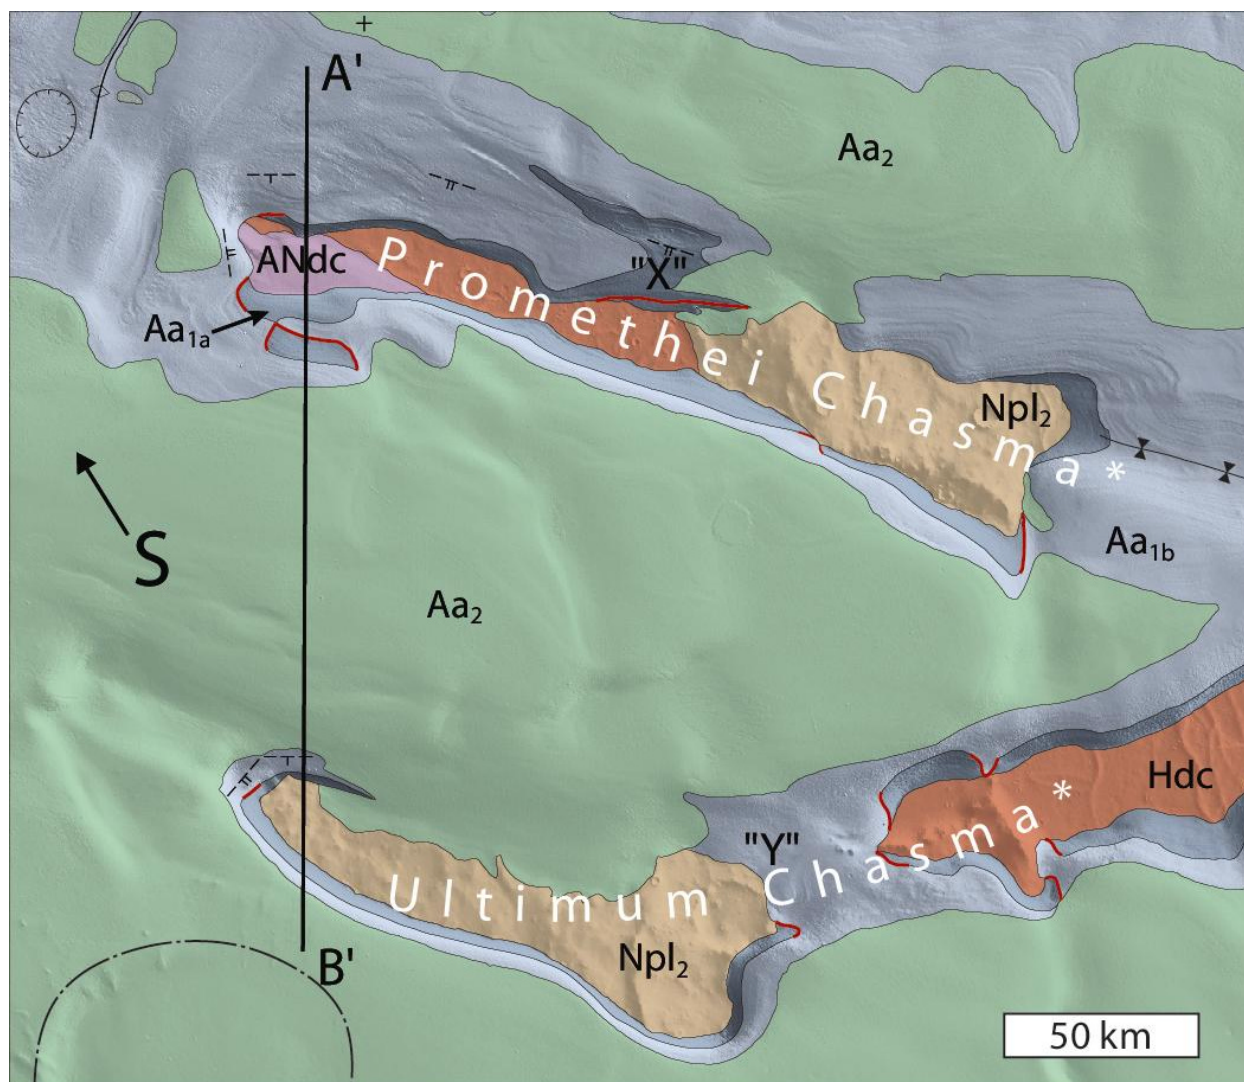 A'
Aa₂
ANdc
Promethei Chasma*
"X"
Aa₁ₐ
Npl₂
S
Aa₁b
Aa₂
Hdc
"Y"
Ultimum Chasma*
Npl₂
B'
50 km